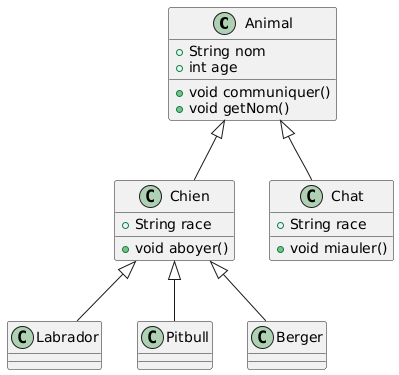 C Animal
+ String nom
+ int age
+ void communiquer()
+ void getNom()
C Chien
+ String race
+ void aboyer()
C Chat
+ String race
+ void miauler()
C Labrador
C Pitbull
C Berger